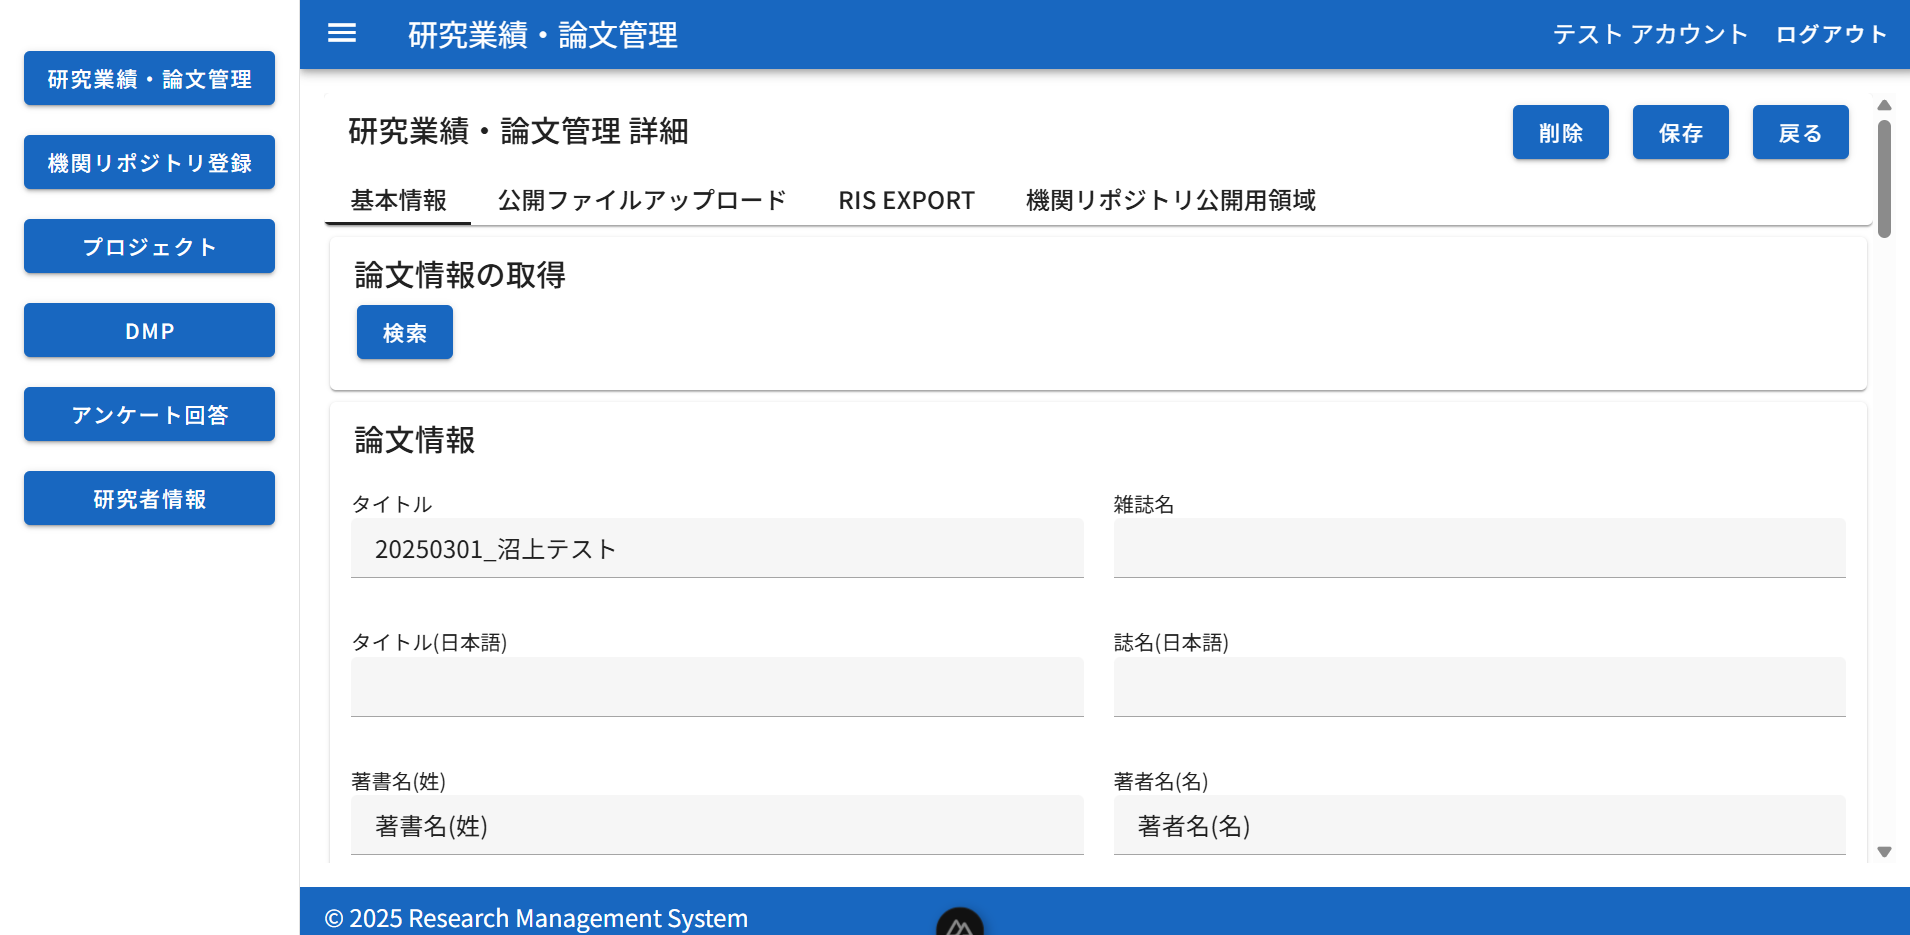 研究業績・論文管理
機関リポジトリ登録
プロジェクト
DMP
アンケート回答
研究者情報
研究業績・論文管理
テスト アカウント ログアウト
研究業績・論文管理 詳細
削除 保存 戻る
基本情報 公開ファイルアップロード RIS EXPORT 機関リポジトリ公開用領域
論文情報の取得
検索
論文情報
タイトル
20250301_沼上テスト
雑誌名
タイトル(日本語)
誌名(日本語)
著書名(姓)
著書名(姓)
著者名(名)
著者名(名)
© 2025 Research Management System